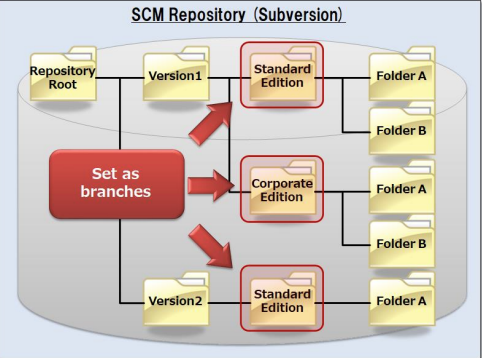 SCM Repository (Subversion)
Repository
Root
Version1
Standard
Edition
Folder A
Folder B
Set as
branches
Corporate
Edition
Folder A
Folder B
Version2
Standard
Edition
Folder A